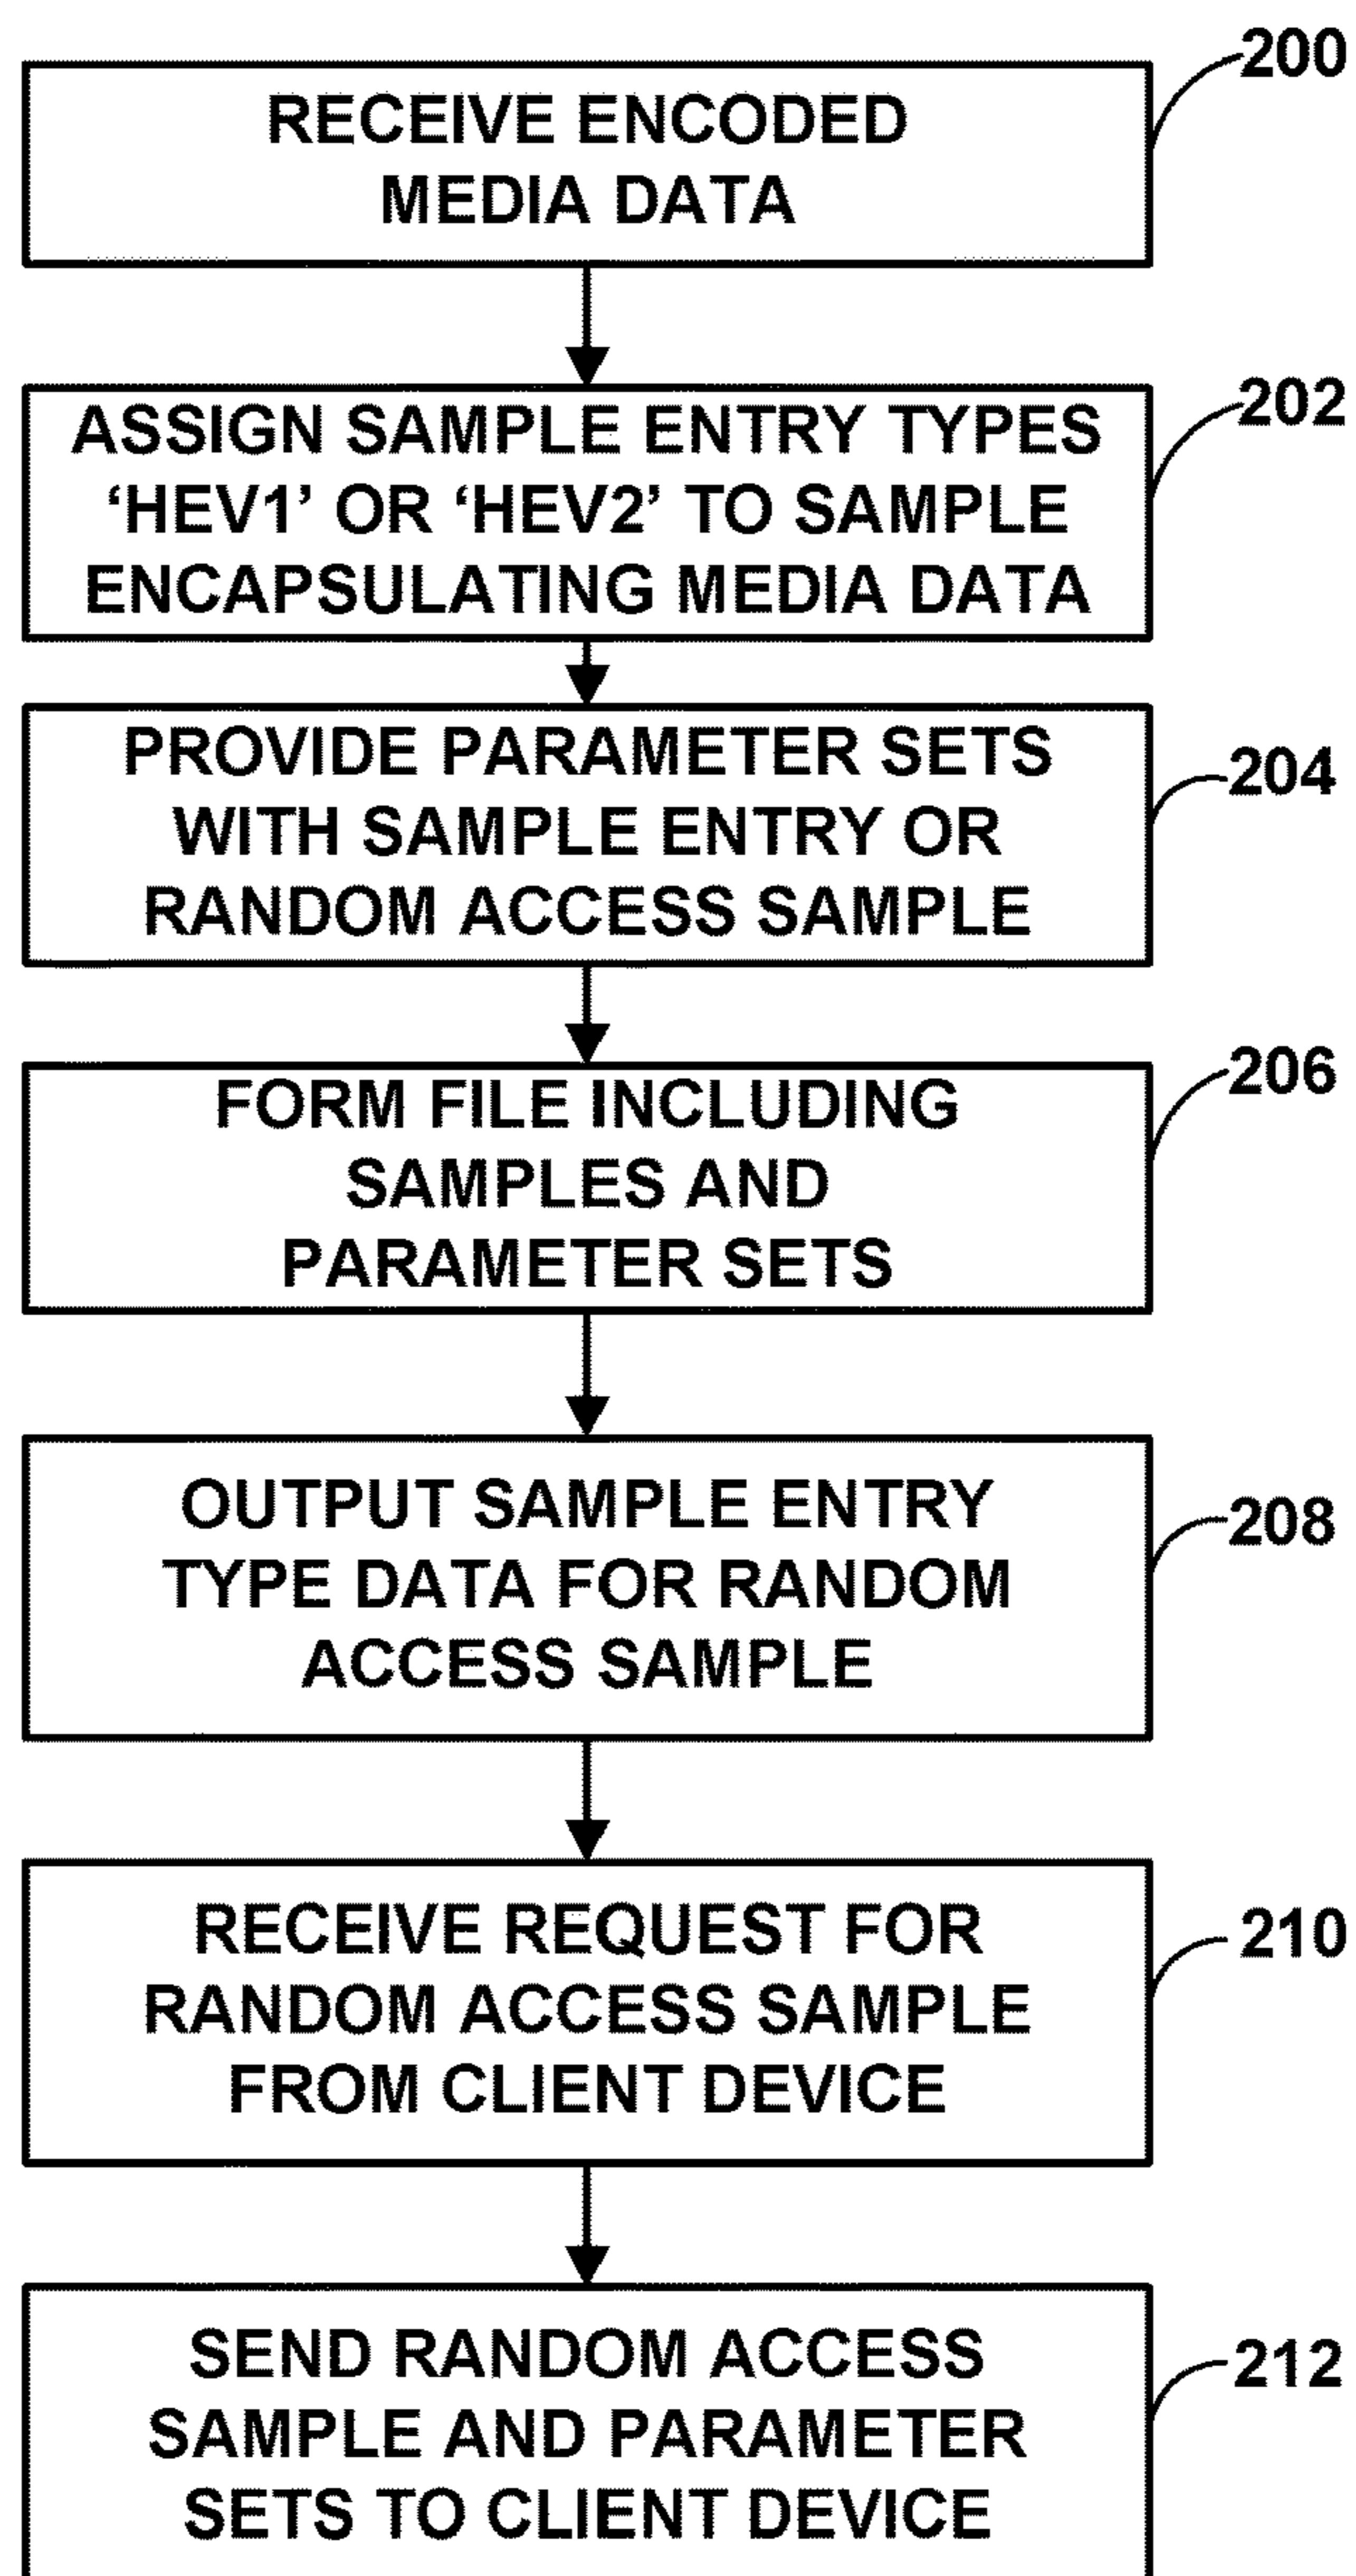 200
RECEIVE ENCODED
MEDIA DATA
202
ASSIGN SAMPLE ENTRY TYPES
‘HEV1’ OR ‘HEV2’ TO SAMPLE
ENCAPSULATING MEDIA DATA
204
PROVIDE PARAMETER SETS
WITH SAMPLE ENTRY OR
RANDOM ACCESS SAMPLE
206
FORM FILE INCLUDING
SAMPLES AND
PARAMETER SETS
208
OUTPUT SAMPLE ENTRY
TYPE DATA FOR RANDOM
ACCESS SAMPLE
210
RECEIVE REQUEST FOR
RANDOM ACCESS SAMPLE
FROM CLIENT DEVICE
212
SEND RANDOM ACCESS
SAMPLE AND PARAMETER
SETS TO CLIENT DEVICE